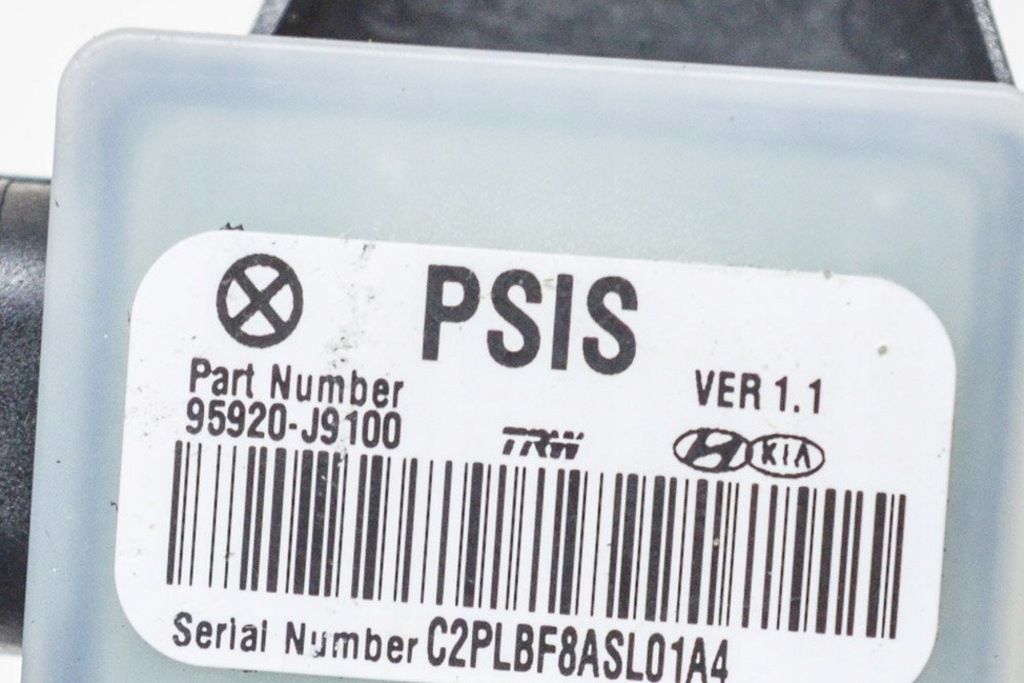 PSIS
Part Number
VER 1.1
95920-J9100
TRW
KIA
Serial Number C2PLBF8ASL01A4